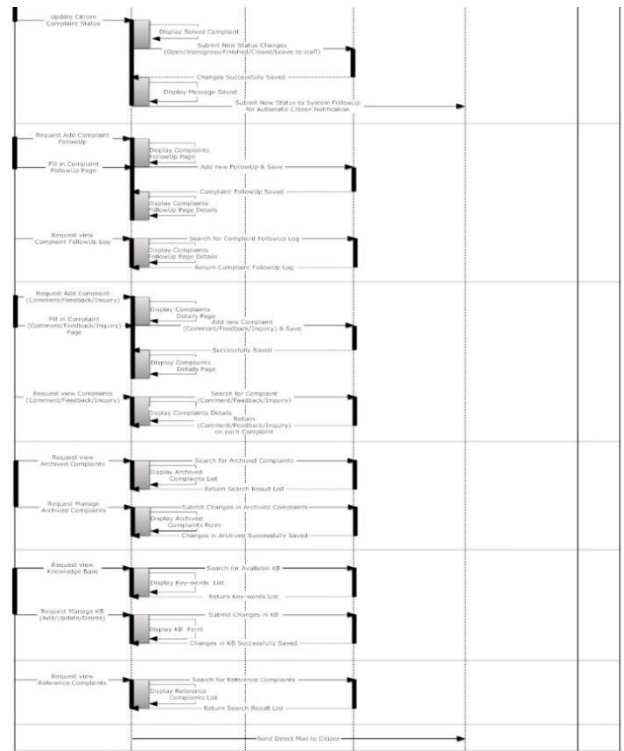 Update Citizen
Complaint Status
Display Solved Complaint
Submit New Status Changes
(Open/Inprogress/Finished/Closed/Leave to staff)
Changes Successfully Saved
Display Message Saved
Submit New Status to System FollowUp
for Automatic Citizen Notification
Request Add Complaint
FollowUp
Display Complaints
FollowUp Page
Fill in Complaint
FollowUp Page
Add new FollowUp & Save
Complaint FollowUp Saved
Display Complaints
FollowUp Page Details
Request view
Complaint FollowUp Log
Search for Complaint FollowUp Log
Display Complaints
FollowUp Page Details
Return Complaint FollowUp Log
Request Add Complaint
(Comment/Feedback/Inquiry)
Display Complaints
Details Page
Fill in Complaint
(Comment/Feedback/Inquiry)
Page
Add new Complaint
(Comment/Feedback/Inquiry) & Save
Successfully Saved
Display Complaints
Details Page
Request view Complaints
(Comment/Feedback/Inquiry)
Search for Complaint
(Comment/Feedback/Inquiry)
Display Complaints Details
Return
(Comment/Feedback/Inquiry)
on each Complaint
Request view
Archived Complaints
Search for Archived Complaints
Display Archived
Complaints List
Return Search Result List
Request Manage
Archived Complaints
Submit Changes in Archived Complaints
Display Archived
Complaints Form
Changes in Archives Successfully Saved
Request view
Knowledge Base
Search for Available KB
Display Key-words List
Return Key-words List
Request Manage KB
(Add/Update/Delete)
Submit Changes in KB
Display KB Form
Changes in KB Successfully Saved
Request view
Reference Complaints
Search for Reference Complaints
Display Reference
Complaints List
Return Search Result List
Send Direct Mail to Citizen